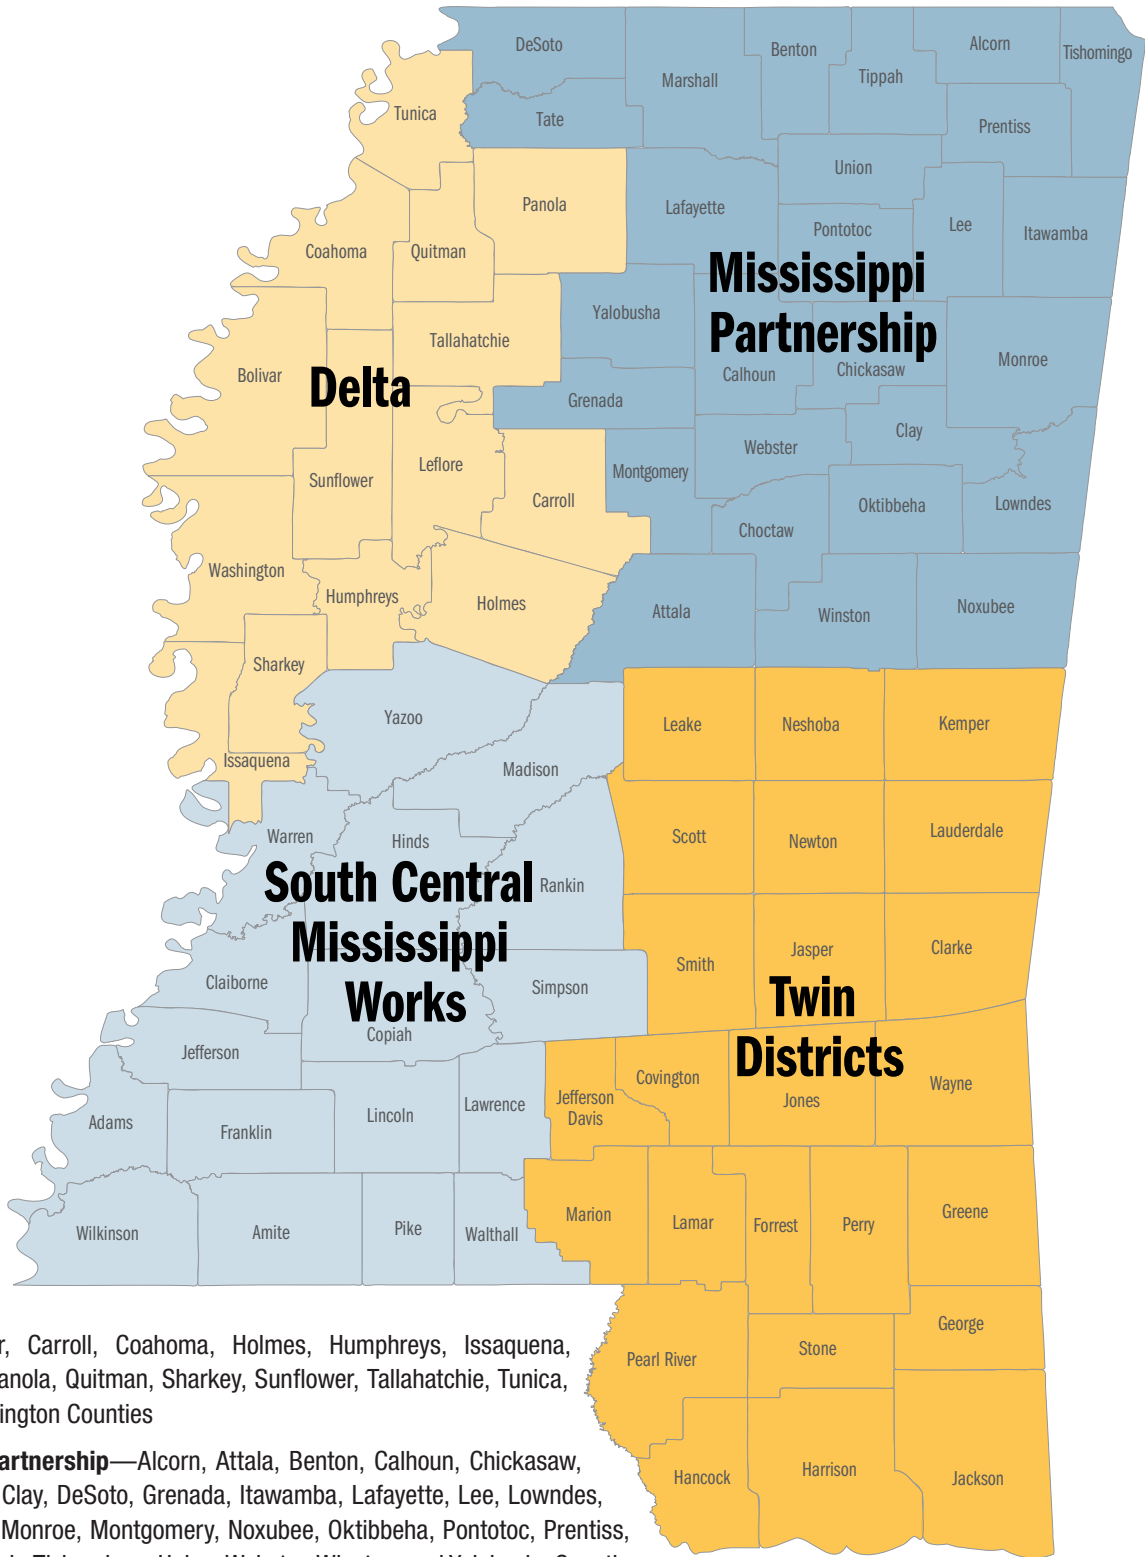 DeSoto
Marshall
Benton
Tippah
Alcorn
Tishomingo
Tunica
Tate
Prentiss
Union
Panola
Lafayette
Pontotoc
Lee
Itawamba
Coahoma
Quitman
Mississippi
Partnership
Yalobusha
Tallahatchie
Bolivar
Delta
Calhoun
Chickasaw
Monroe
Grenada
Webster
Clay
Sunflower
Leflore
Montgomery
Carroll
Oktibbeha
Lowndes
Choctaw
Washington
Humphreys
Holmes
Attala
Winston
Noxubee
Sharkey
Yazoo
Leake
Neshoba
Kemper
Issaquena
Madison
Warren
Hinds
Scott
Newton
Lauderdale
South Central
Mississippi
Works
Rankin
Claiborne
Simpson
Smith
Jasper
Clarke
Twin
Districts
Copiah
Jefferson
Covington
Jones
Wayne
Jefferson
Davis
Adams
Franklin
Lincoln
Lawrence
Wilkinson
Amite
Pike
Walthall
Marion
Lamar
Forrest
Perry
Greene
George
Stone
Pearl River
Hancock
Harrison
Jackson
Carroll, Coahoma, Holmes, Humphreys, Issaquena,
Quitman, Sharkey, Sunflower, Tallahatchie, Tunica,
Counties
—Alcorn, Attala, Benton, Calhoun, Chickasaw,
Clay, DeSoto, Grenada, Itawamba, Lafayette, Lee, Lowndes,
Monroe, Montgomery, Noxubee, Oktibbeha, Pontotoc, Prentiss,